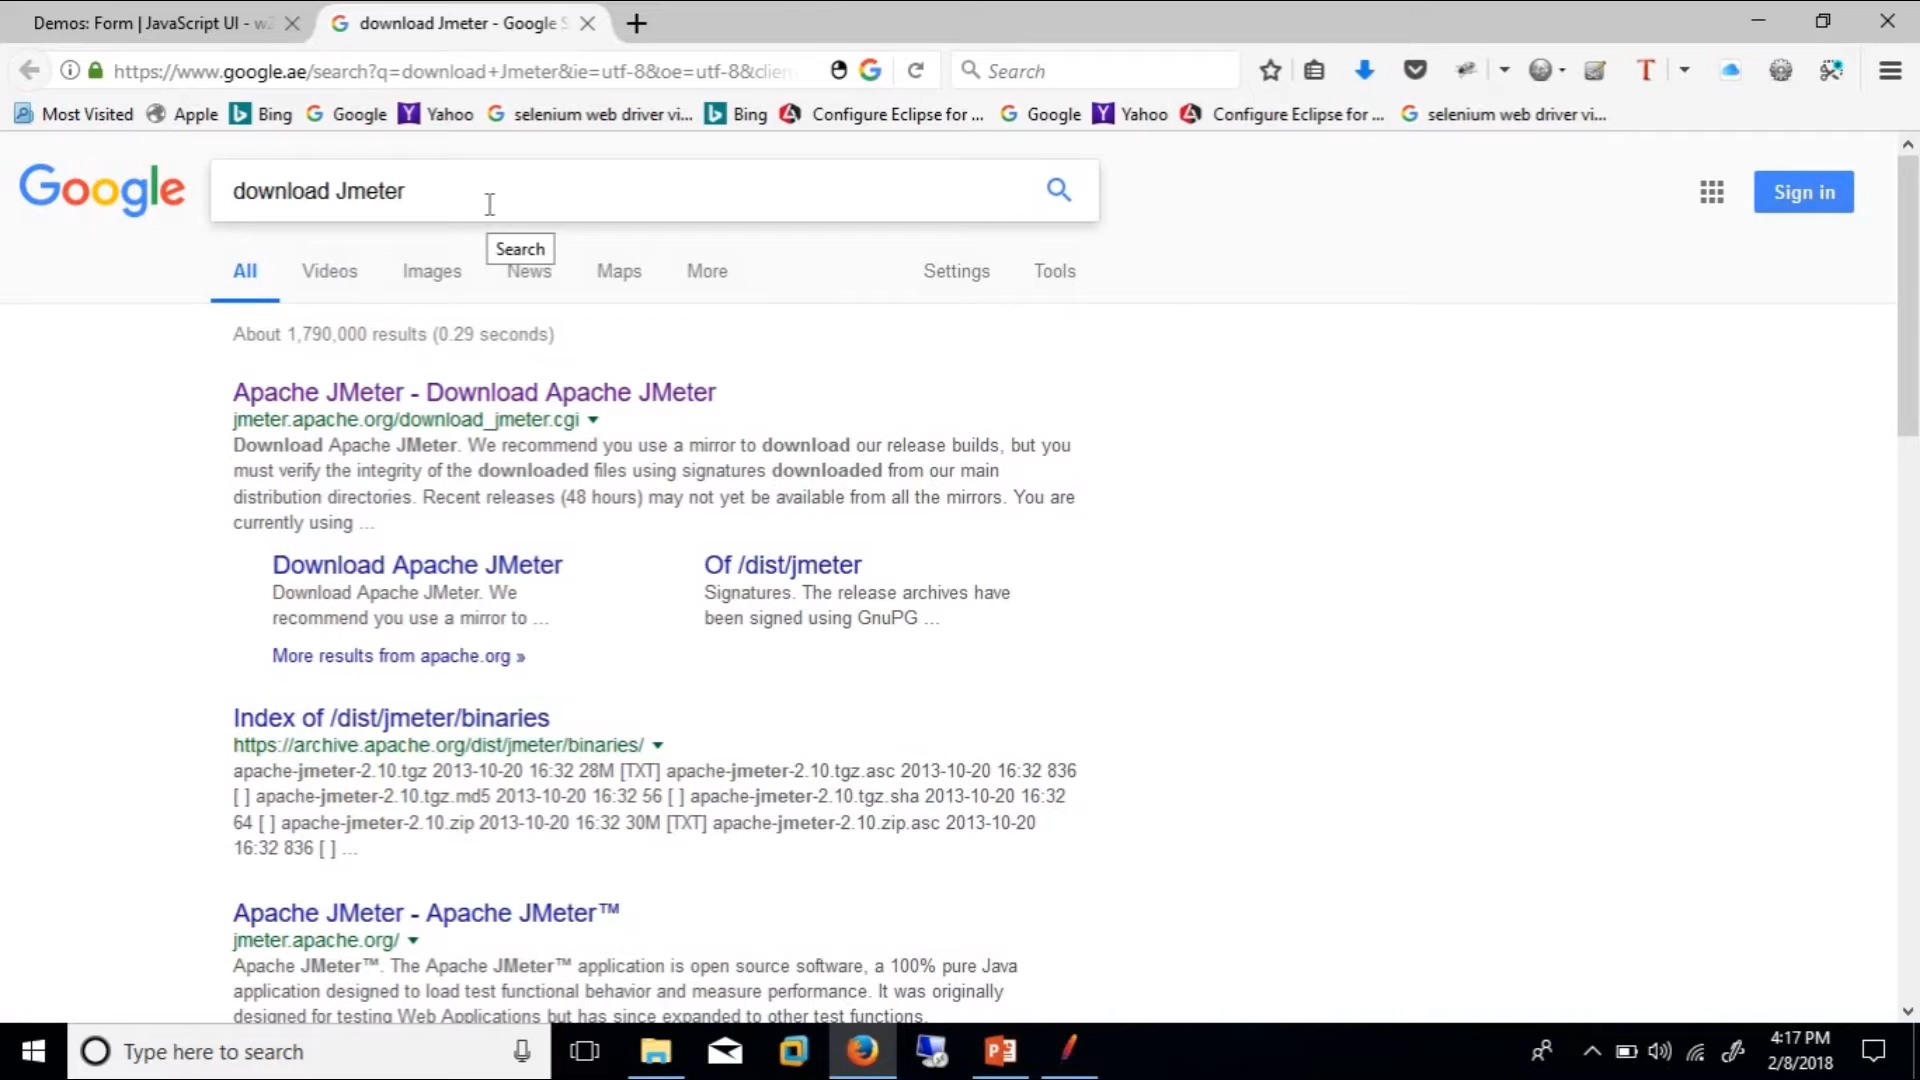 Demos: Form | JavaScript UI - w2
download Jmeter - Google S
https://www.google.ae/search?q=download+Jmeter&ie=utf-8&oe=utf-8&clien
Search
Most Visited Apple Bing Google Yahoo selenium web driver vi... Bing Configure Eclipse for ... Google Yahoo Configure Eclipse for ... selenium web driver vi...
Google
download Jmeter
Sign in
Search
All Videos Images News Maps More Settings Tools
About 1,790,000 results (0.29 seconds)
Apache JMeter - Download Apache JMeter
jmeter.apache.org/download_jmeter.cgi
Download Apache JMeter. We recommend you use a mirror to download our release builds, but you
must verify the integrity of the downloaded files using signatures downloaded from our main
distribution directories. Recent releases (48 hours) may not yet be available from all the mirrors. You are
currently using ...
Download Apache JMeter
Download Apache JMeter. We
recommend you use a mirror to ...
Of /dist/jmeter
Signatures. The release archives have
been signed using GnuPG ...
More results from apache.org »
Index of /dist/jmeter/binaries
https://archive.apache.org/dist/jmeter/binaries/
apache-jmeter-2.10.tgz 2013-10-20 16:32 28M [TXT] apache-jmeter-2.10.tgz.asc 2013-10-20 16:32 836
[ ] apache-jmeter-2.10.tgz.md5 2013-10-20 16:32 56 [ ] apache-jmeter-2.10.tgz.sha 2013-10-20 16:32
64 [ ] apache-jmeter-2.10.zip 2013-10-20 16:32 30M [TXT] apache-jmeter-2.10.zip.asc 2013-10-20
16:32 836 [ ] ...
Apache JMeter - Apache JMeter™
jmeter.apache.org/
Apache JMeter™. The Apache JMeter™ application is open source software, a 100% pure Java
application designed to load test functional behavior and measure performance. It was originally
designed for testing Web Applications but has since expanded to other test functions.
Type here to search
4:17 PM
2/8/2018